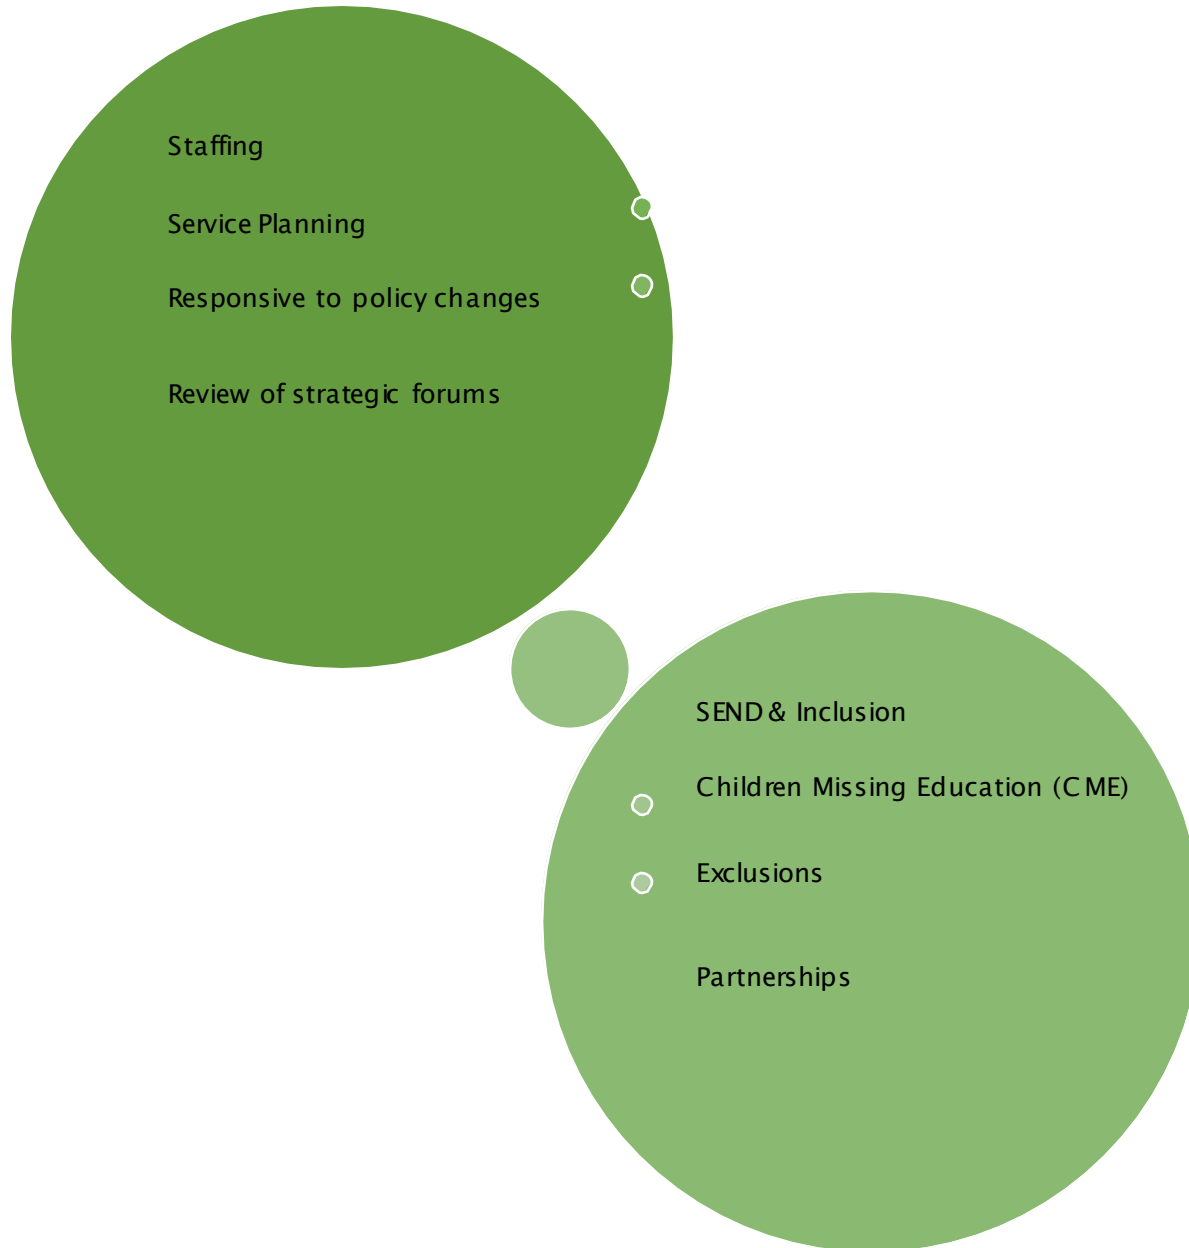 Staffing
Service Planning
Responsive to policy changes
Review of strategic forums
SEND & Inclusion
Children Missing Education (CME)
Exclusions
Partnerships